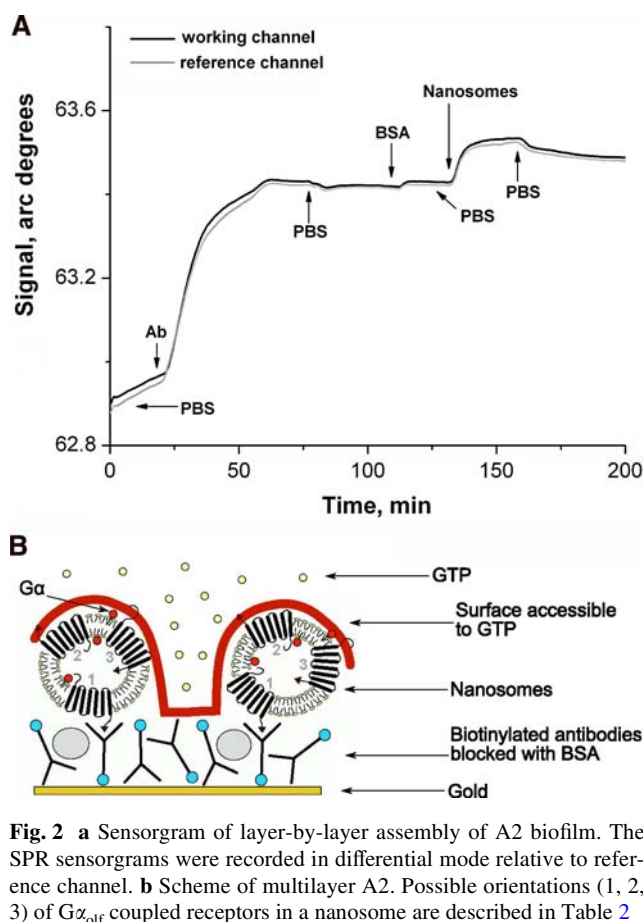 A
working channel
reference channel
Signal, arc degrees
63.6
63.2
62.8
Ab
PBS
PBS
BSA
PBS
Nanosomes
PBS
0
50
100
150
200
Time, min
B
Gα
GTP
Surface accessible
to GTP
2
3
1
2
3
1
Nanosomes
Biotinylated antibodies
blocked with BSA
Gold
Fig. 2 a Sensorgram of layer-by-layer assembly of A2 biofilm. The
SPR sensorgrams were recorded in differential mode relative to refer-
ence channel. b Scheme of multilayer A2. Possible orientations (1, 2,
3) of Gαolf coupled receptors in a nanosome are described in Table 2